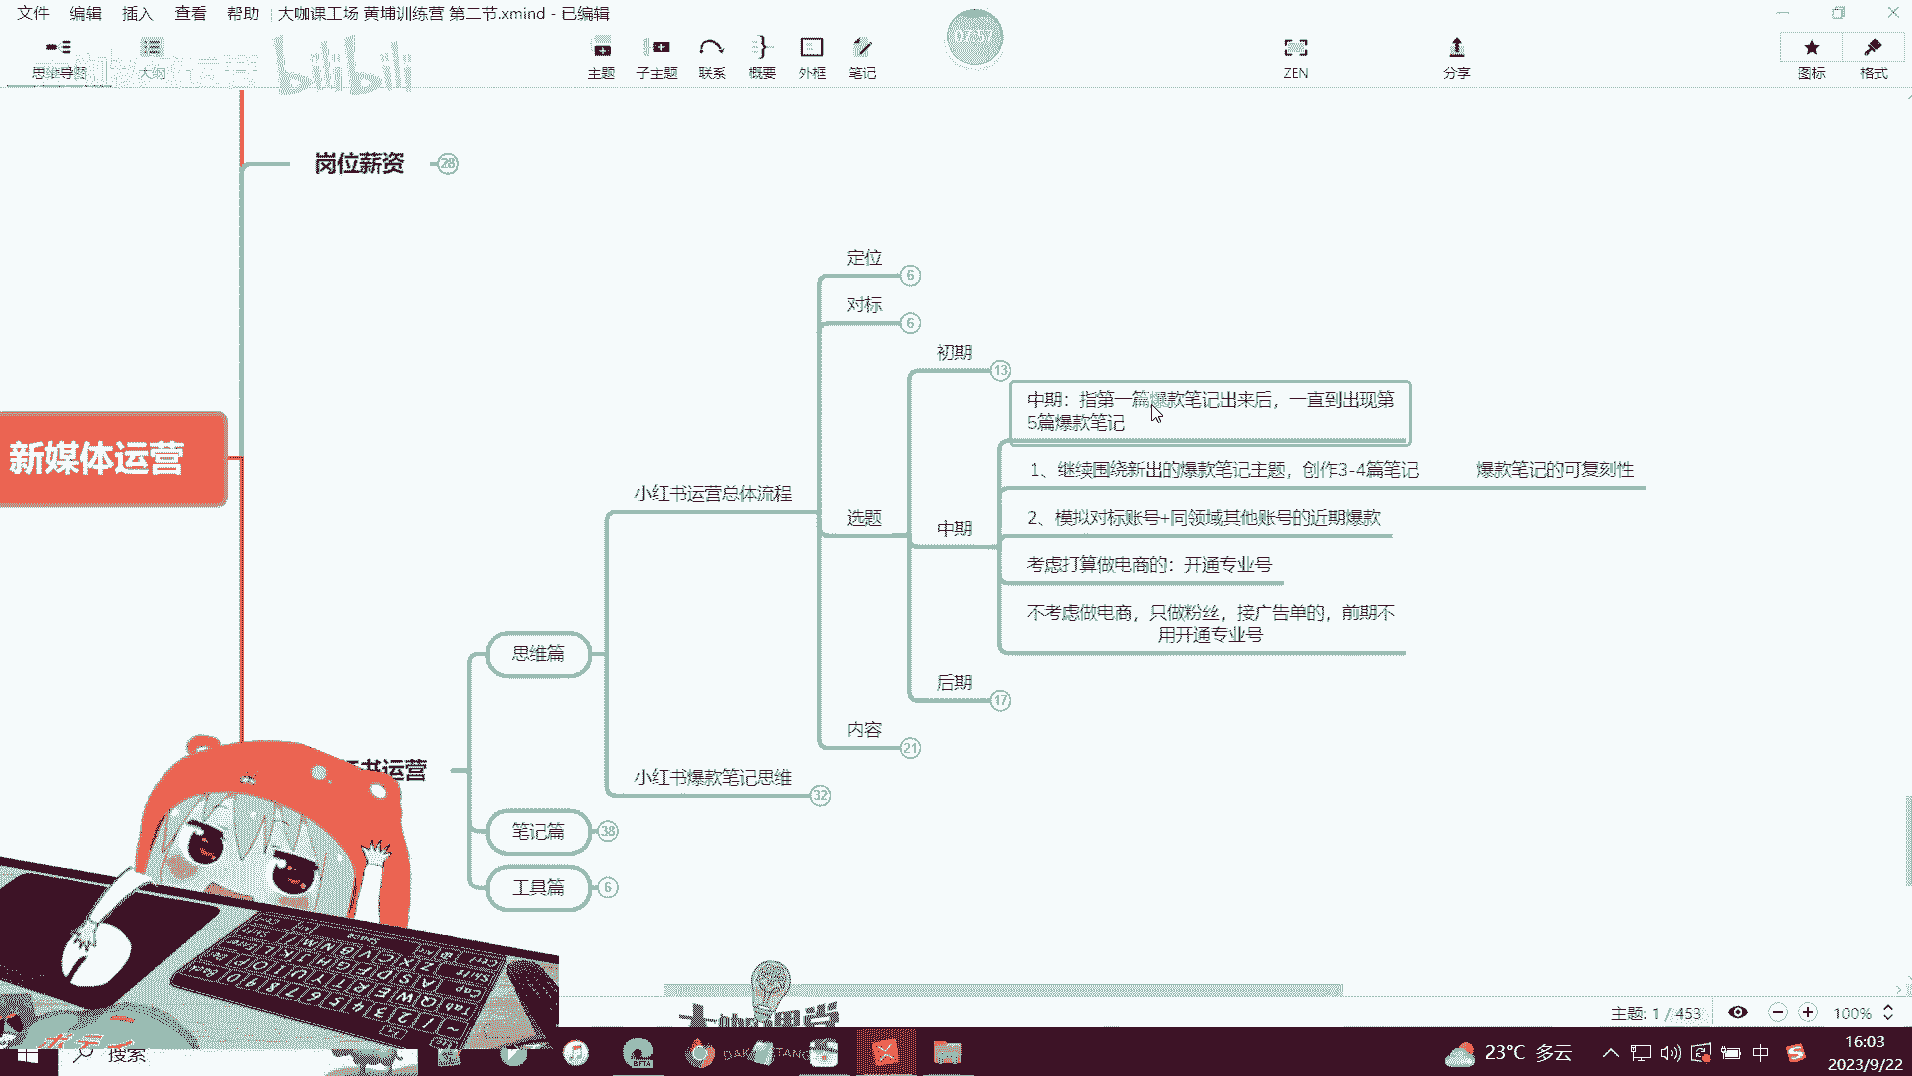 文件 编辑 插入 查看 帮助 大咖课工场 黄埔训练营 第二节.xmind - 已编辑
思维导图 大纲 主题 子主题 联系 概要 外框 笔记 ZEN 分享 图标 格式
bilibili
岗位薪资 28
定位 6
对标 6
初期 13
中期：指第一篇爆款笔记出来后，一直到出现第
5篇爆款笔记
1、继续围绕新出的爆款笔记主题，创作3-4篇笔记 爆款笔记的可复刻性
新媒体运营
小红书运营总体流程
选题
中期
2、模拟对标账号+同领域其他账号的近期爆款
考虑打算做电商的：开通专业号
不考虑做电商，只做粉丝，接广告单的，前期不
用开通专业号
思维篇
后期 17
内容 21
书运营
小红书爆款笔记思维 32
笔记篇 38
工具篇 6
主题: 1 / 453 100%
搜索
BETA
23°C 多云
中
16:03
2023/9/22